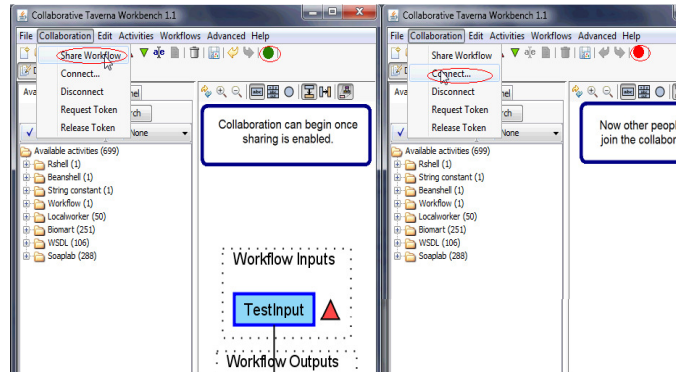 Collaborative Taverna Workbench 1.1
File Collaboration Edit Activities Workflows Advanced Help
Share Workflow
Connect...
Disconnect
Request Token
Release Token
None
Available activities (699)
Rshell (1)
Beanshell (1)
String constant (1)
Workflow (1)
Localworker (50)
Biomart (251)
WSDL (106)
Soaplab (288)
Collaboration can begin once
sharing is enabled.
Workflow Inputs
TestInput
Workflow Outputs
Collaborative Taverna Workbench 1.1
File Collaboration Edit Activities Workflows Advanced Help
Share Workflow
Connect...
Disconnect
Request Token
Release Token
None
Available activities (699)
Rshell (1)
String constant (1)
Beanshell (1)
Workflow (1)
Localworker (50)
Biomart (251)
WSDL (106)
Soaplab (288)
Now other peopl
join the collabor